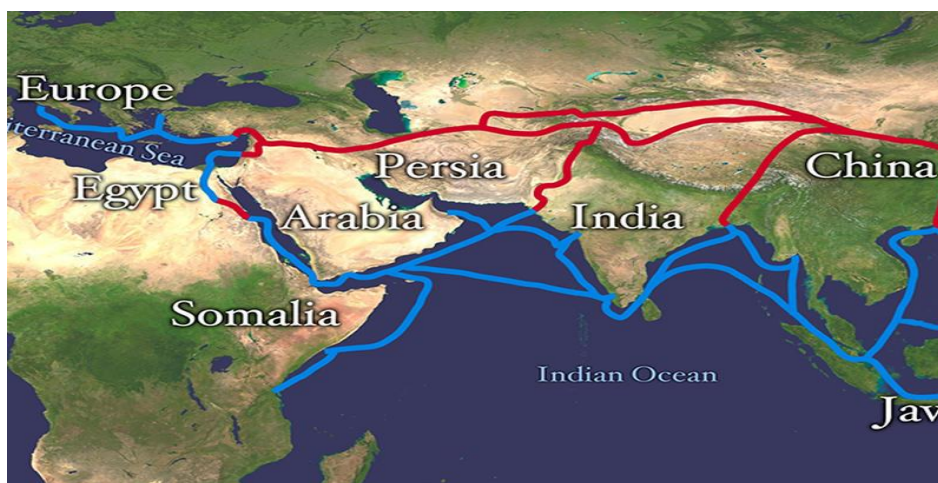 Europe
iterranean Sea
Egypt
Persia
Arabia
India
China
Somalia
Indian Ocean
Jav